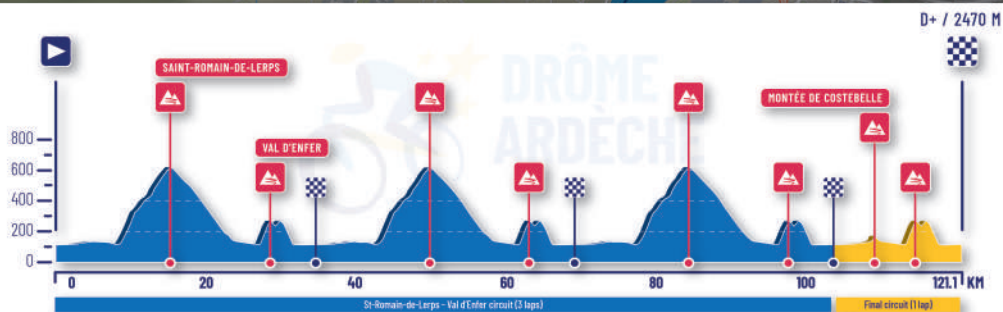 D+ / 2470 M
SAINT-ROMAIN-DE-LERPS
DRÔME
ARDÈCHE
MONTÉE DE COSTEBELLE
VAL D'ENFER
800
600
400
200
0
0 20 40 60 80 100 121.1 KM
St-Romain-de-Lerps - Val d'Enfer circuit (3 laps) Final circuit (1 lap)